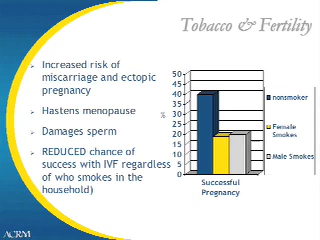 Tobacco & Fertility
Increased risk of
miscarriage and ectopic
pregnancy
Hastens menopause
Damages sperm
REDUCED chance of
success with IVF regardless
of who smokes in the
household)
50
45
40
35
30
25
20
15
10
5
0
%
Successful
Pregnancy
nonsmoker
Female
Smokes
Male Smokes
ACRM